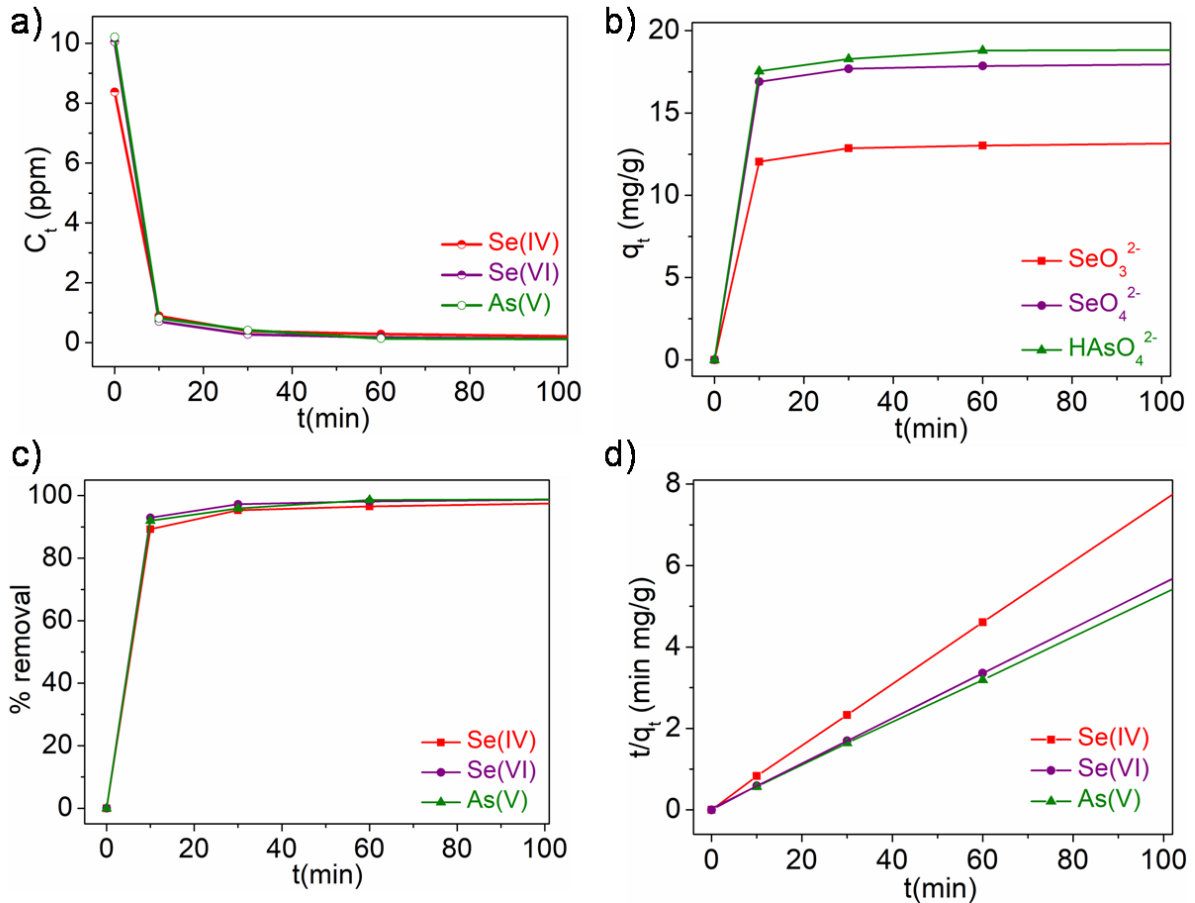 a)
10
8
6
4
2
0
C_t (ppm)
Se(IV)
Se(VI)
As(V)
0 20 40 60 80 100
t(min)
b)
20
15
10
5
0
q_t (mg/g)
SeO₃²⁻
SeO₄²⁻
HAsO₄²⁻
0 20 40 60 80 100
t(min)
c)
100
80
60
40
20
0
% removal
Se(IV)
Se(VI)
As(V)
0 20 40 60 80 100
t(min)
d)
8
6
4
2
0
t/q_t (min mg/g)
Se(IV)
Se(VI)
As(V)
0 20 40 60 80 100
t(min)